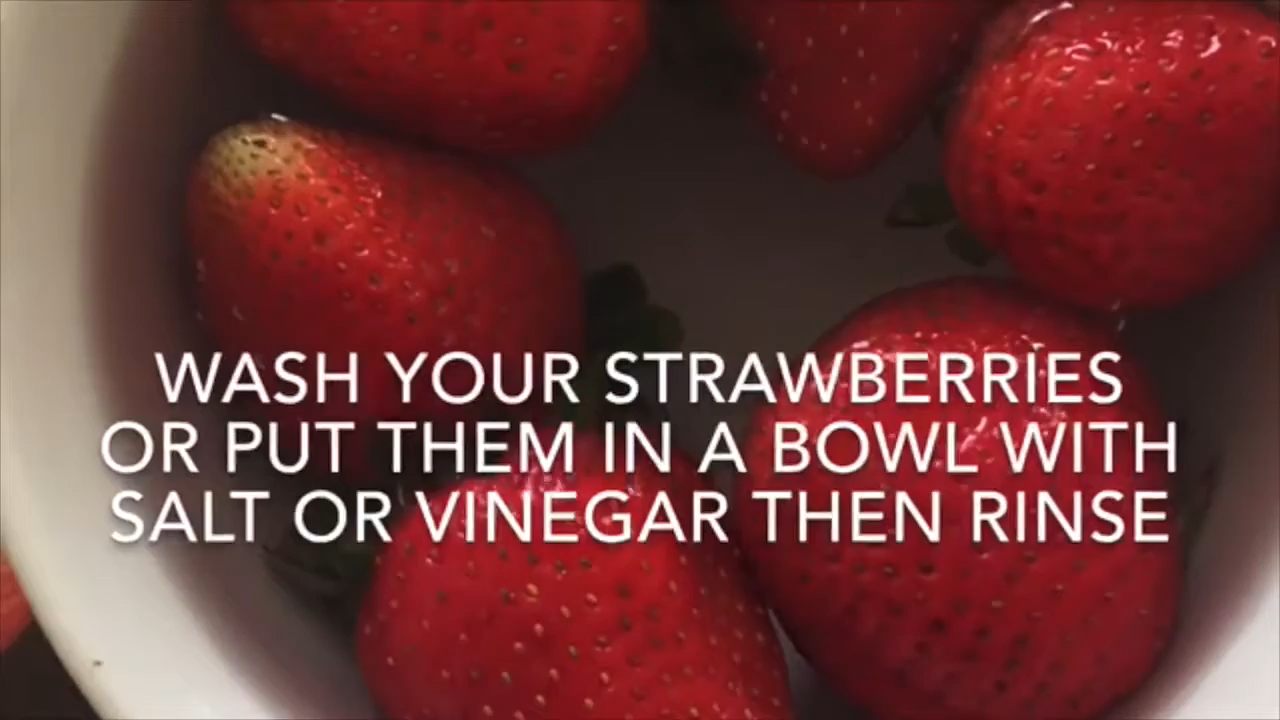 WASH YOUR STRAWBERRIES
OR PUT THEM IN A BOWL WITH
SALT OR VINEGAR THEN RINSE